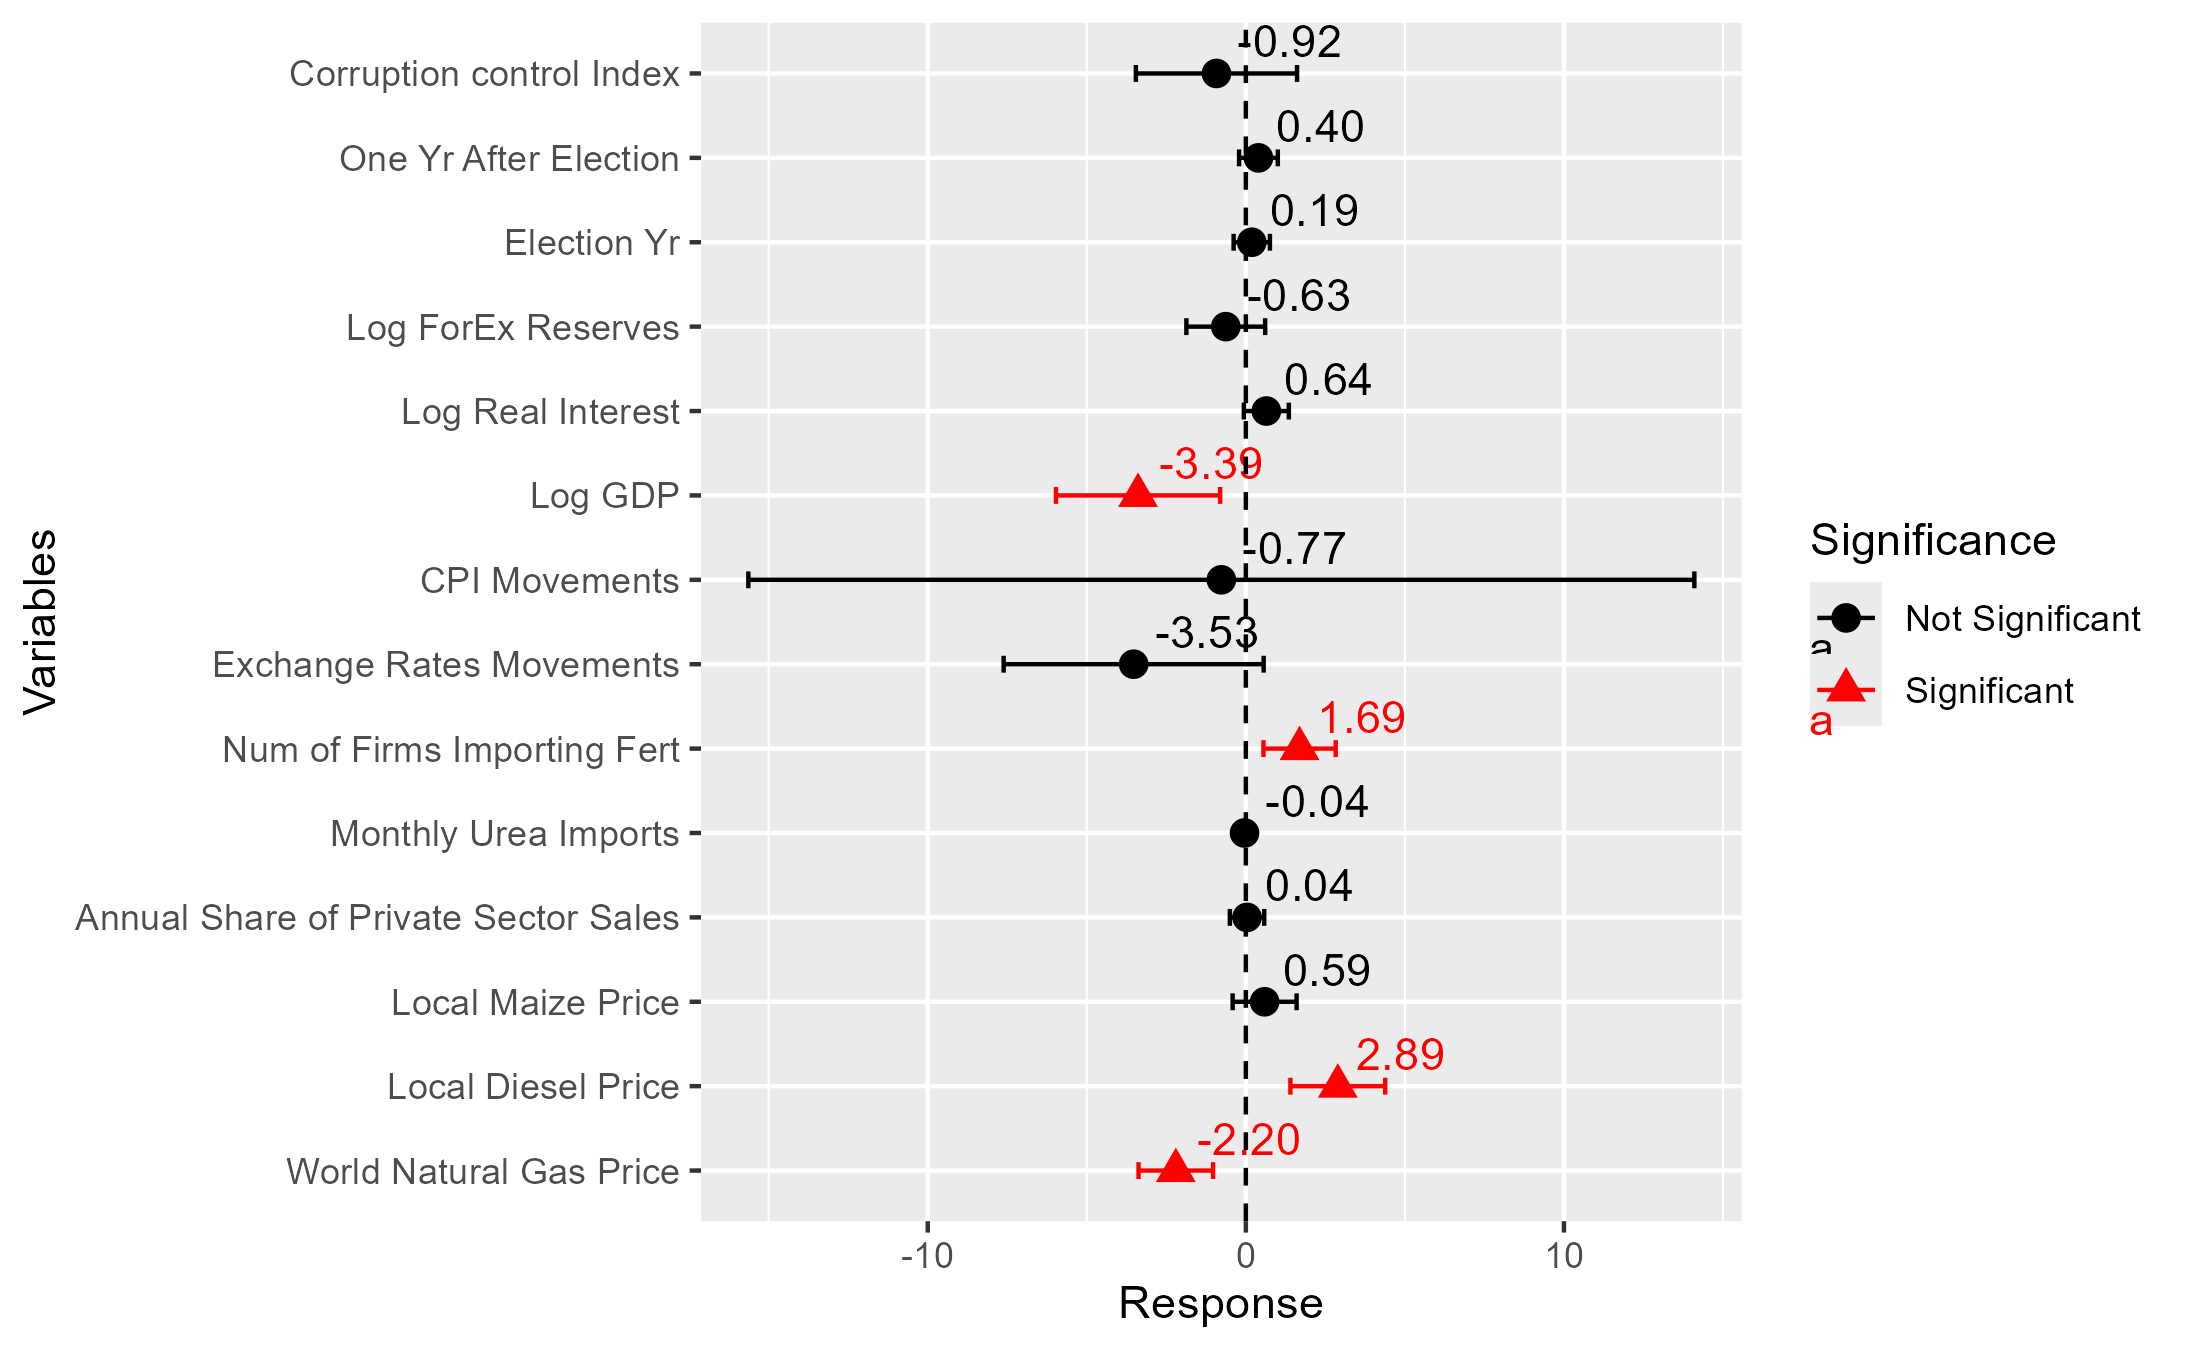 Corruption control Index
-0.92
One Yr After Election
0.40
Election Yr
0.19
Log ForEx Reserves
-0.63
Log Real Interest
0.64
Log GDP
-3.39
CPI Movements
-0.77
Exchange Rates Movements
-3.53
Num of Firms Importing Fert
1.69
Monthly Urea Imports
-0.04
Annual Share of Private Sector Sales
0.04
Local Maize Price
0.59
Local Diesel Price
2.89
World Natural Gas Price
-2.20
Variables
-10 0 10
Response
Significance
Not Significant
a
Significant
a